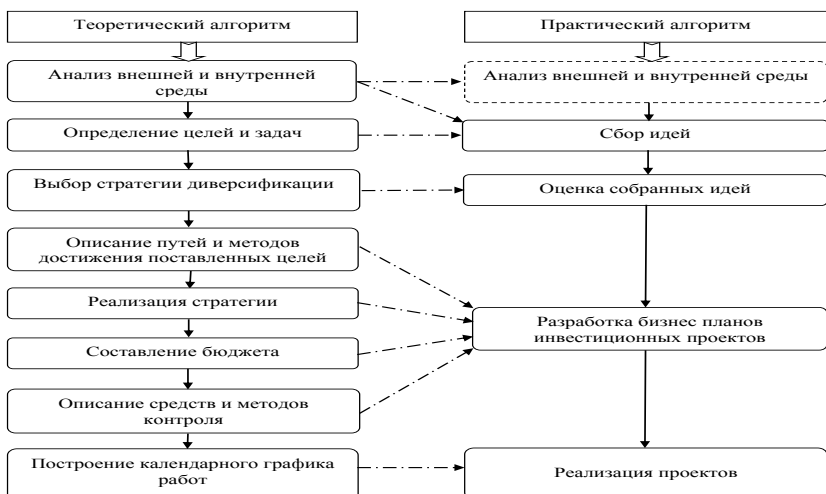 Теоретический алгоритм
Анализ внешней и внутренней
среды
Определение целей и задач
Выбор стратегии диверсификации
Описание путей и методов
достижения поставленных целей
Реализация стратегии
Составление бюджета
Описание средств и методов
контроля
Построение календарного графика
работ
Практический алгоритм
Анализ внешней и внутренней среды
Сбор идей
Оценка собранных идей
Разработка бизнес планов
инвестиционных проектов
Реализация проектов